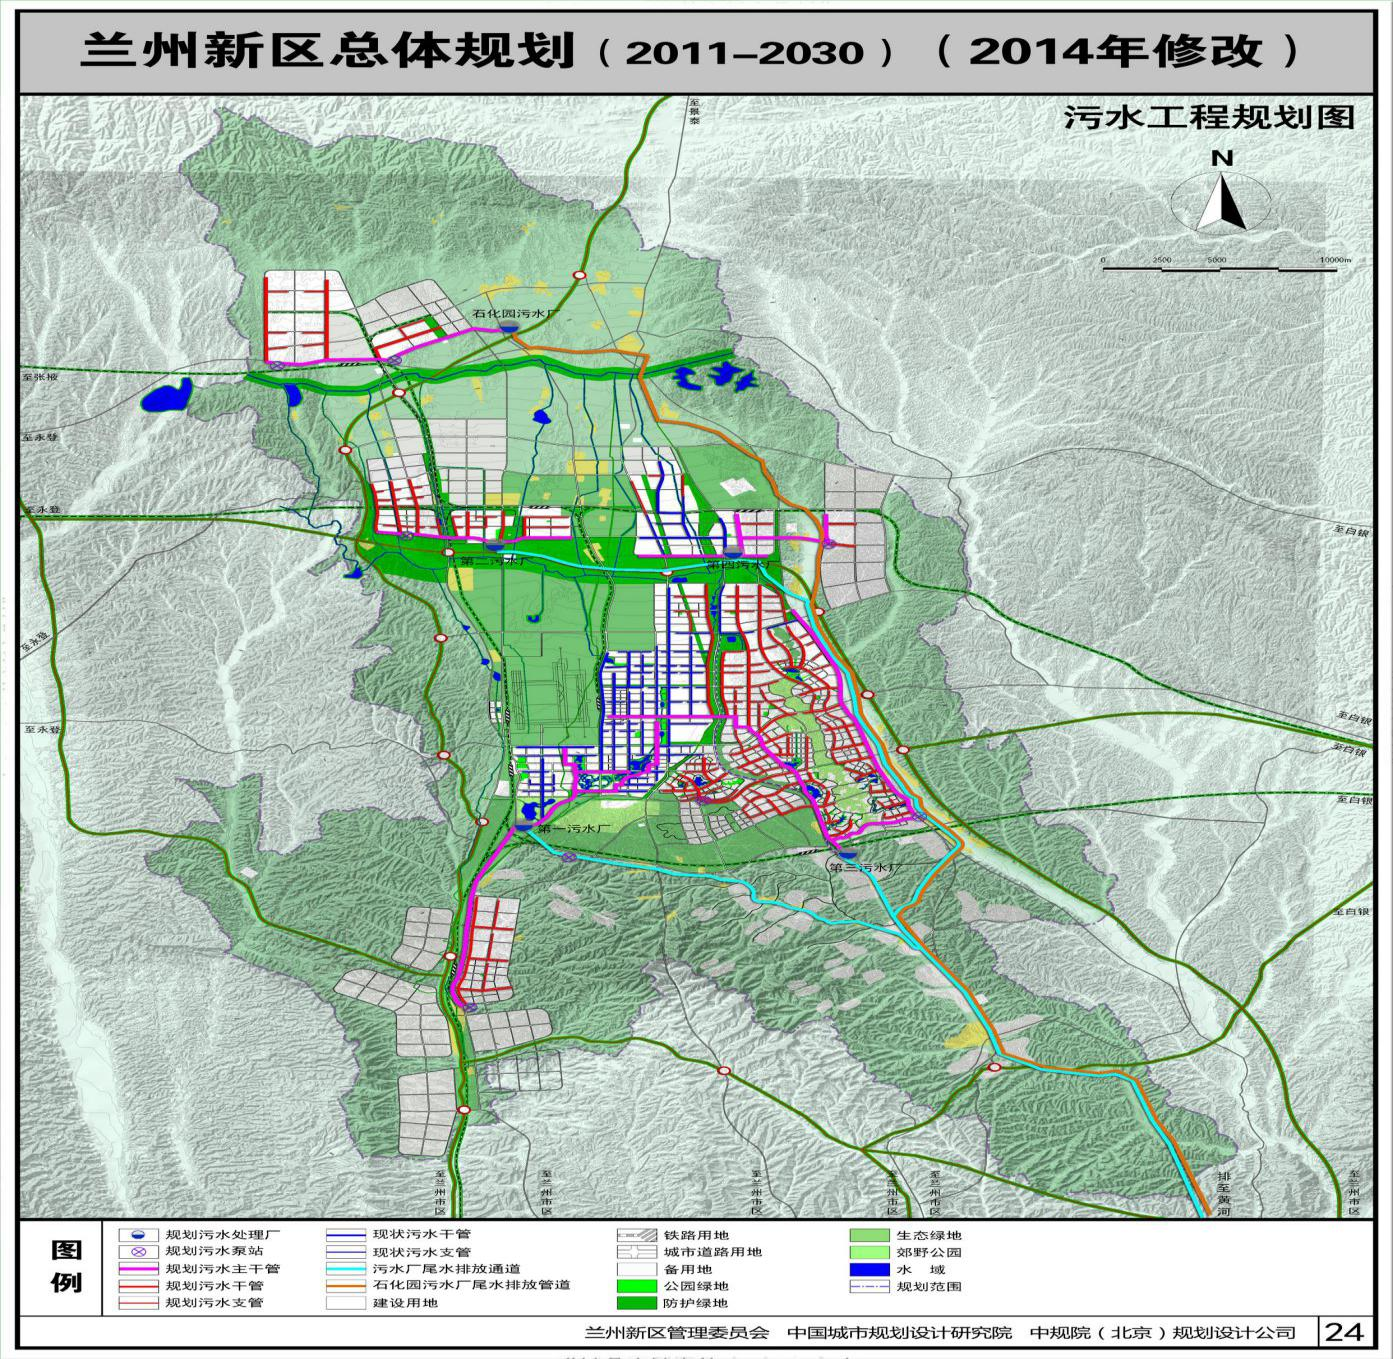 兰州新区总体规划（2011-2030）（2014年修改）
污水工程规划图
至景泰
N
0 2500 5000 10000m
石化园污水厂
至张掖
至永登
至永登
至白银
第二污水厂
第四污水厂
至永登
至永登
至白银
至白银
至白银
第一污水厂
第三污水厂
至白银
至兰州市区
至兰州市区
至兰州市区
至兰州市区
至兰州市区
排至黄河
至兰州市区
图例
规划污水处理厂
规划污水泵站
规划污水主干管
规划污水干管
规划污水支管
现状污水干管
现状污水支管
污水厂尾水排放通道
石化园污水厂尾水排放管道
建设用地
铁路用地
城市道路用地
备用地
公园绿地
防护绿地
生态绿地
郊野公园
水 域
规划范围
兰州新区管理委员会 中国城市规划设计研究院 中规院（北京）规划设计公司
24